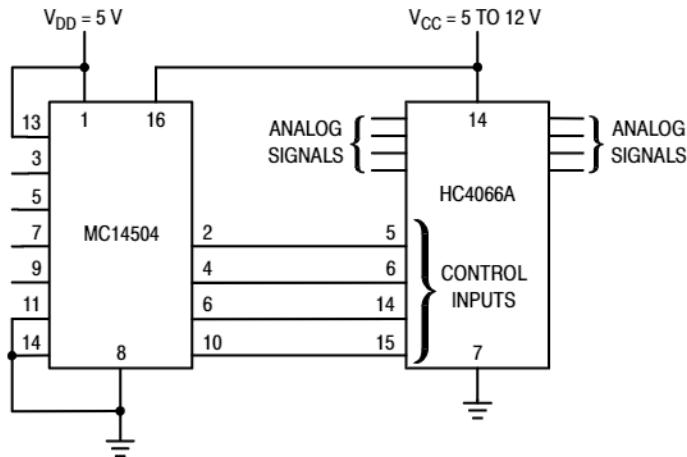 V_DD = 5 V
V_CC = 5 TO 12 V
13
1
16
3
5
7
9
11
14
MC14504
2
4
6
10
8
ANALOG
SIGNALS
14
ANALOG
SIGNALS
HC4066A
5
6
14
15
CONTROL
INPUTS
7